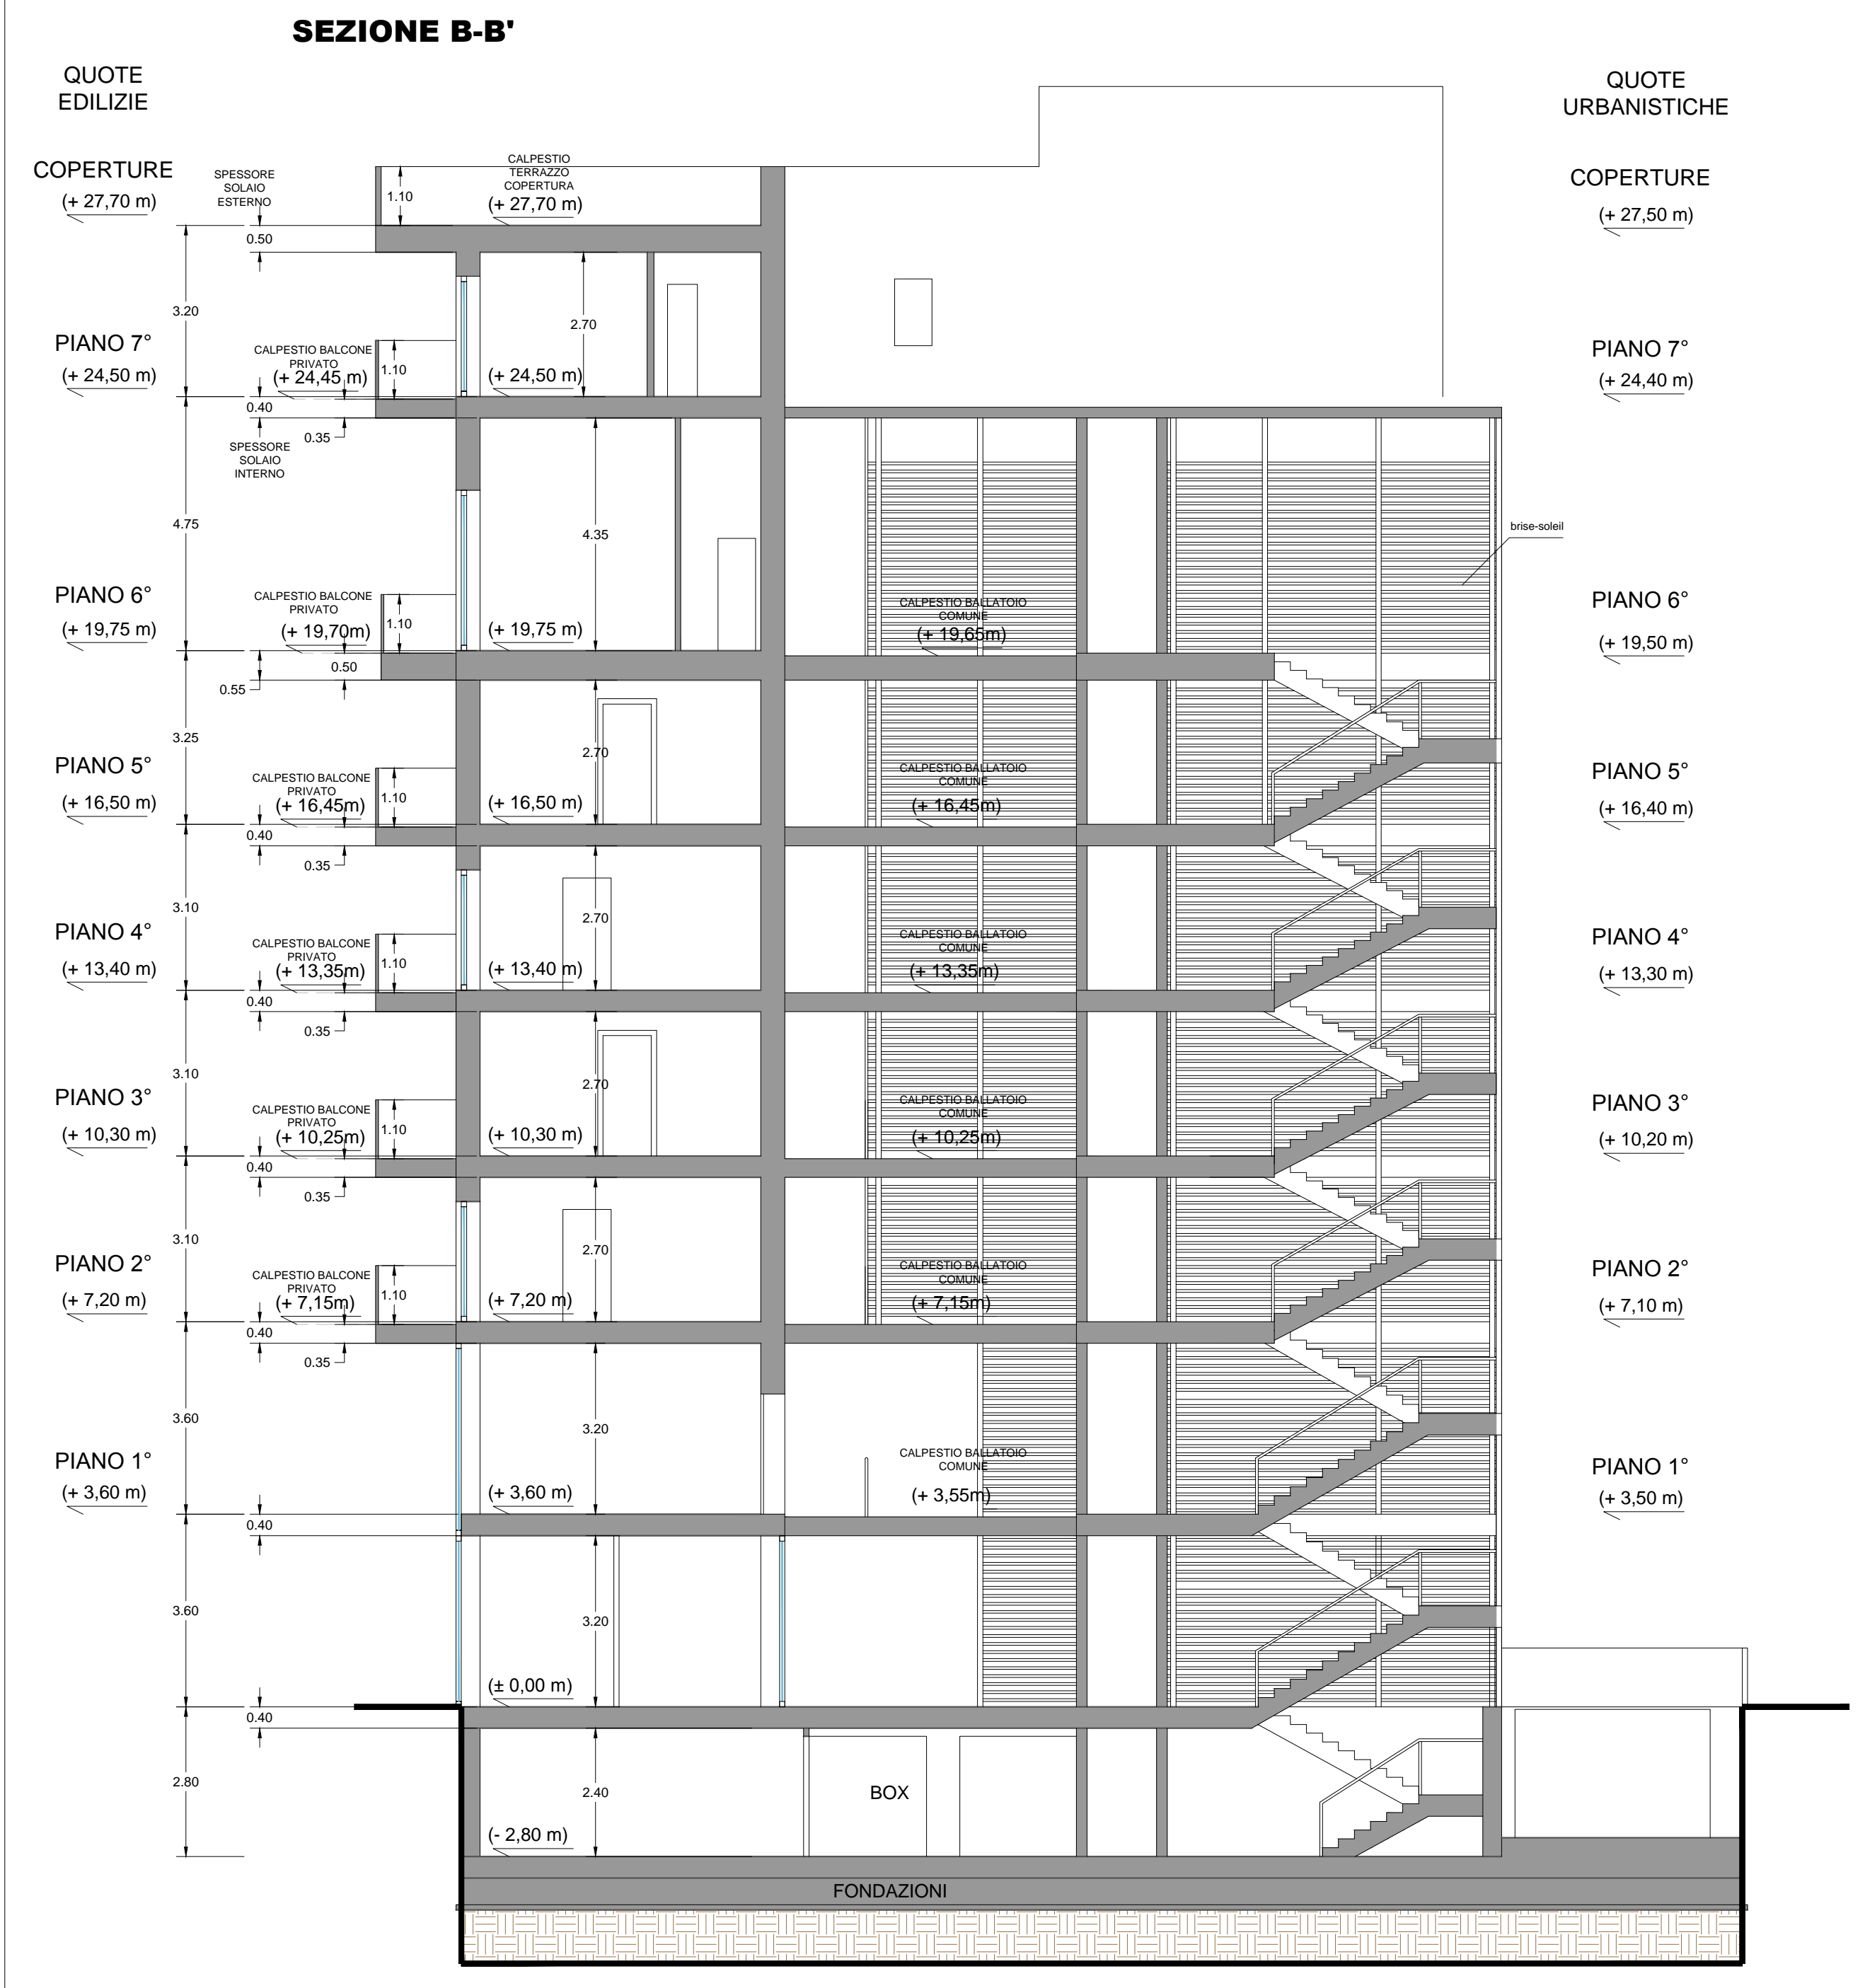 SEZIONE B-B'
QUOTE
EDILIZIE
QUOTE
URBANISTICHE
COPERTURE
(+ 27,70 m)
SPESSORE
SOLAIO
ESTERNO
1.10
CALPESTIO
TERRAZZO
COPERTURA
(+ 27,70 m)
COPERTURE
(+ 27,50 m)
0.50
3.20
2.70
PIANO 7°
(+ 24,50 m)
CALPESTIO BALCONE
PRIVATO
(+ 24,45 m)
1.10
(+ 24,50 m)
PIANO 7°
(+ 24,40 m)
0.40
0.35
SPESSORE
SOLAIO
INTERNO
4.75
4.35
brise-soleil
PIANO 6°
(+ 19,75 m)
CALPESTIO BALCONE
PRIVATO
(+ 19,70m)
1.10
(+ 19,75 m)
CALPESTIO BALLATOIO
COMUNE
(+ 19,65m)
PIANO 6°
(+ 19,50 m)
0.50
0.55
3.25
2.70
PIANO 5°
(+ 16,50 m)
CALPESTIO BALCONE
PRIVATO
(+ 16,45m)
1.10
(+ 16,50 m)
CALPESTIO BALLATOIO
COMUNE
(+ 16,45m)
PIANO 5°
(+ 16,40 m)
0.40
0.35
3.10
2.70
PIANO 4°
(+ 13,40 m)
CALPESTIO BALCONE
PRIVATO
(+ 13,35m)
1.10
(+ 13,40 m)
CALPESTIO BALLATOIO
COMUNE
(+ 13,35m)
PIANO 4°
(+ 13,30 m)
0.40
0.35
3.10
2.70
PIANO 3°
(+ 10,30 m)
CALPESTIO BALCONE
PRIVATO
(+ 10,25m)
1.10
(+ 10,30 m)
CALPESTIO BALLATOIO
COMUNE
(+ 10,25m)
PIANO 3°
(+ 10,20 m)
0.40
0.35
3.10
2.70
PIANO 2°
(+ 7,20 m)
CALPESTIO BALCONE
PRIVATO
(+ 7,15m)
1.10
(+ 7,20 m)
CALPESTIO BALLATOIO
COMUNE
(+ 7,15m)
PIANO 2°
(+ 7,10 m)
0.40
0.35
3.60
3.20
PIANO 1°
(+ 3,60 m)
(+ 3,60 m)
CALPESTIO BALLATOIO
COMUNE
(+ 3,55m)
PIANO 1°
(+ 3,50 m)
0.40
3.60
3.20
(± 0,00 m)
0.40
2.80
2.40
BOX
(- 2,80 m)
FONDAZIONI